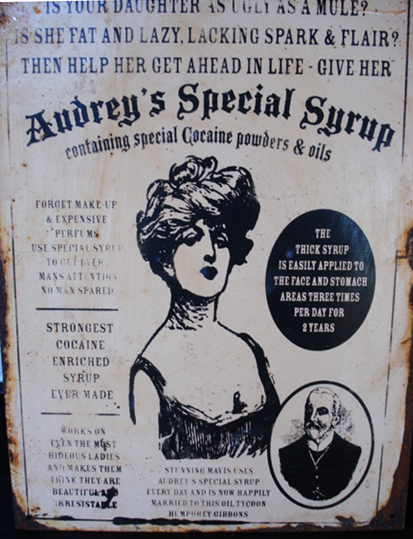 IS YOUR DAUGHTER AS UGLY AS A MULE?
IS SHE FAT AND LAZY, LACKING SPARK & FLAIR?
THEN HELP HER GET AHEAD IN LIFE - GIVE HER
Audrey's Special Syrup
containing special Cocaine powders & oils
FORGET MAKE-UP
& EXPENSIVE
PERFUMS
USE SPECIAL SYRUP
TO GET EVERY
MANS ATTENTION
NO MAN SPARED
THE
THICK SYRUP
IS EASILY APPLIED TO
THE FACE AND STOMACH
AREAS THREE TIMES
PER DAY FOR
2 YEARS
STRONGEST
COCAINE
ENRICHED
SYRUP
EVER MADE
WORKS ON
EVEN THE MOST
HIDEOUS LADIES
AND MAKES THEM
THINK THEY ARE
BEAUTIFUL AND
IRRESISTABLE
STUNNING MAVIS USES
AUDREY'S SPECIAL SYRUP
EVERY DAY AND IS NOW HAPPILY
MARRIED TO THIS OIL TYCOON
HUMPHREY GIBBONS